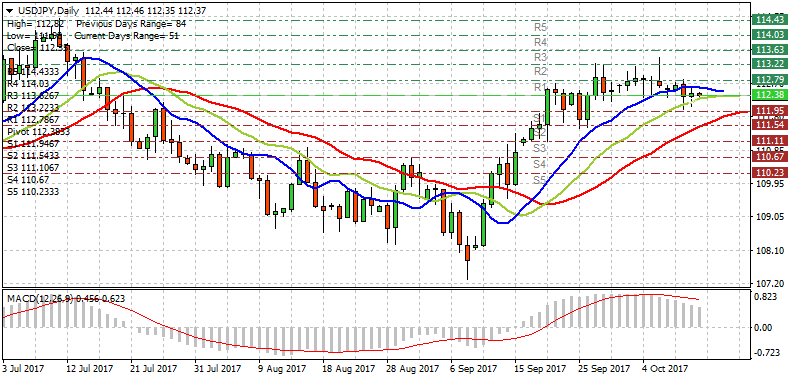 USDJPY,Daily 112.44 112.46 112.35 112.37
High= 112.82 Previous Days Range= 84
Current Days Range= 51
R5 114.4333
R4 114.03
R3 113.6267
R2 113.2233
R1 112.7867
Pivot 112.3833
S1 111.9467
S2 111.5433
S3 111.1067
S4 110.67
S5 110.2333
R5
R4
R3
R2
R1
S3
S4
S5
114.43
114.03
113.63
113.22
112.79
112.38
111.95
111.54
111.11
110.67
110.23
109.95
109.05
108.10
107.20
MACD(12,26,9) 0.456 0.623
0.823
0.00
-0.723
3 Jul 2017
12 Jul 2017
21 Jul 2017
31 Jul 2017
9 Aug 2017
18 Aug 2017
28 Aug 2017
6 Sep 2017
15 Sep 2017
25 Sep 2017
4 Oct 2017